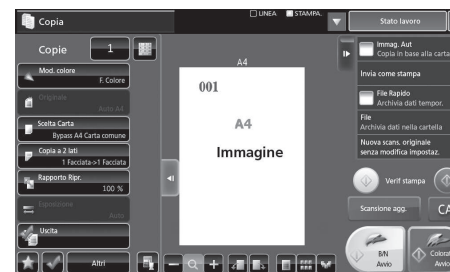 Copia
LINEA
STAMPA.
Stato lavoro
Copie
1
Mod. colore
F. Colore
Originale
Auto A4
Scelta Carta
Bypass A4 Carta comune
Copia a 2 lati
1 Facciata->1 Facciata
Rapporto Ripr.
100 %
Esposizione
Auto
Uscita
Altri
A4
001
A4
Immagine
Immag. Aut
Copia in base alla carta
Invia come stampa
File Rapido
Archivia dati tempor.
File
Archivia dati nella cartella
Nuova scans. originale
senza modifica impostaz.
Verif stampa
Scansione agg.
CA
B/N
Avvio
Avvio